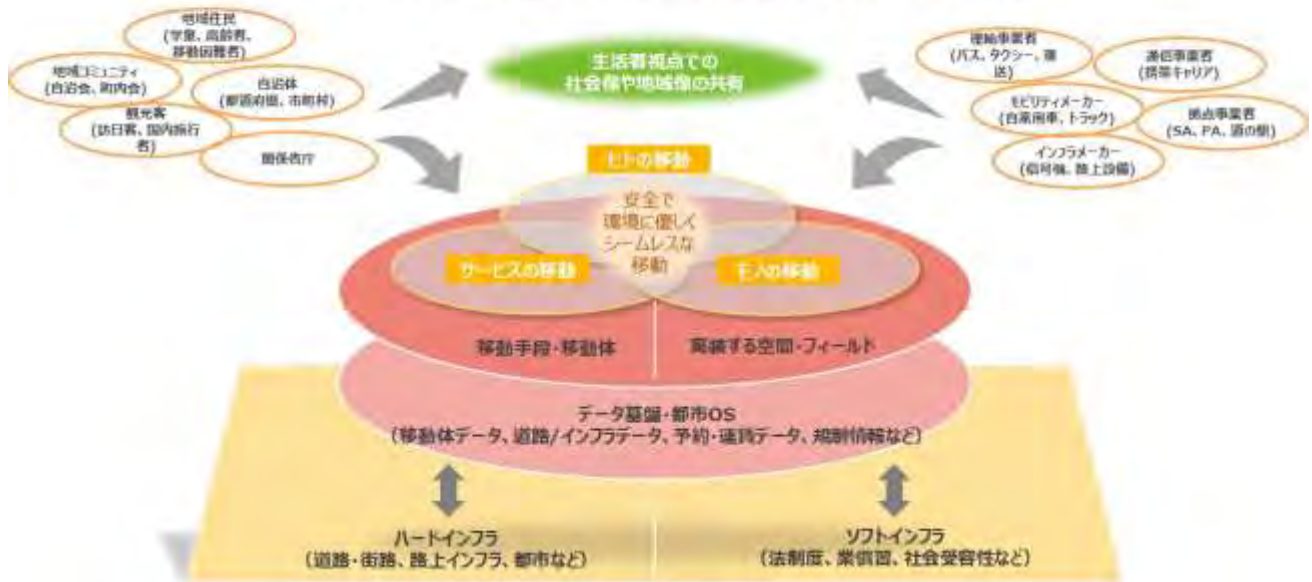 地域住民
(学童、高齢者、
移動困難者)
地域コミュニティ
(自治会、町内会)
自治体
(都道府県、市町村)
観光客
(訪日客、国内旅行
者)
関係省庁
生活者視点での
社会像や地域像の共有
運輸事業者
(バス、タクシー、運
送)
通信事業者
(携帯キャリア)
モビリティメーカー
(自乗用車、トラック)
拠点事業者
(SA、PA、道の駅)
インフラメーカー
(信号機、路上設備)
ヒトの移動
安全で
環境に優しく
シームレスな
移動
サービスの移動
モノの移動
移動手段・移動体
実装する空間・フィールド
データ基盤・都市OS
(移動体データ、道路/インフラデータ、予約・運賃データ、規制情報など)
ハードインフラ
(道路・街路、路上インフラ、都市など)
ソフトインフラ
(法制度、業慣習、社会受容性など)